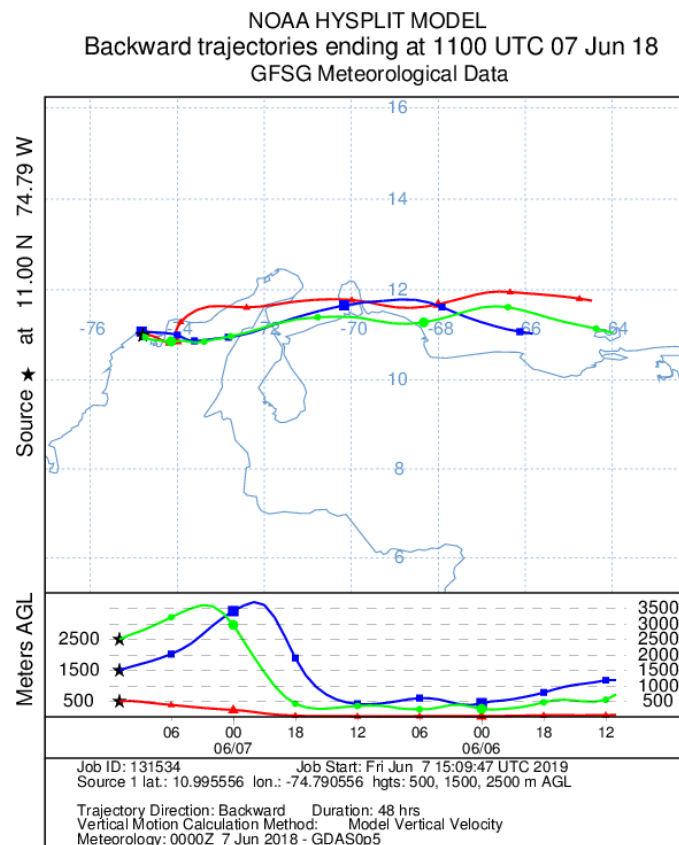 NOAA HYSPLIT MODEL
Backward trajectories ending at 1100 UTC 07 Jun 18
GFSG Meteorological Data
Source ★ at 11.00 N 74.79 W
16
14
12
-76 -74 -72 -70 -68 -66 -64
10
8
6
Meters AGL
3500
3000
2500 2500
2000
1500 1500
1000
500 500
06 00 18 12 06 00 18 12
06/07 06/06
Job ID: 131534 Job Start: Fri Jun 7 15:09:47 UTC 2019
Source 1 lat.: 10.995556 lon.: -74.790556 hgts: 500, 1500, 2500 m AGL
Trajectory Direction: Backward Duration: 48 hrs
Vertical Motion Calculation Method: Model Vertical Velocity
Meteorology: 0000Z 7 Jun 2018 - GDAS0p5